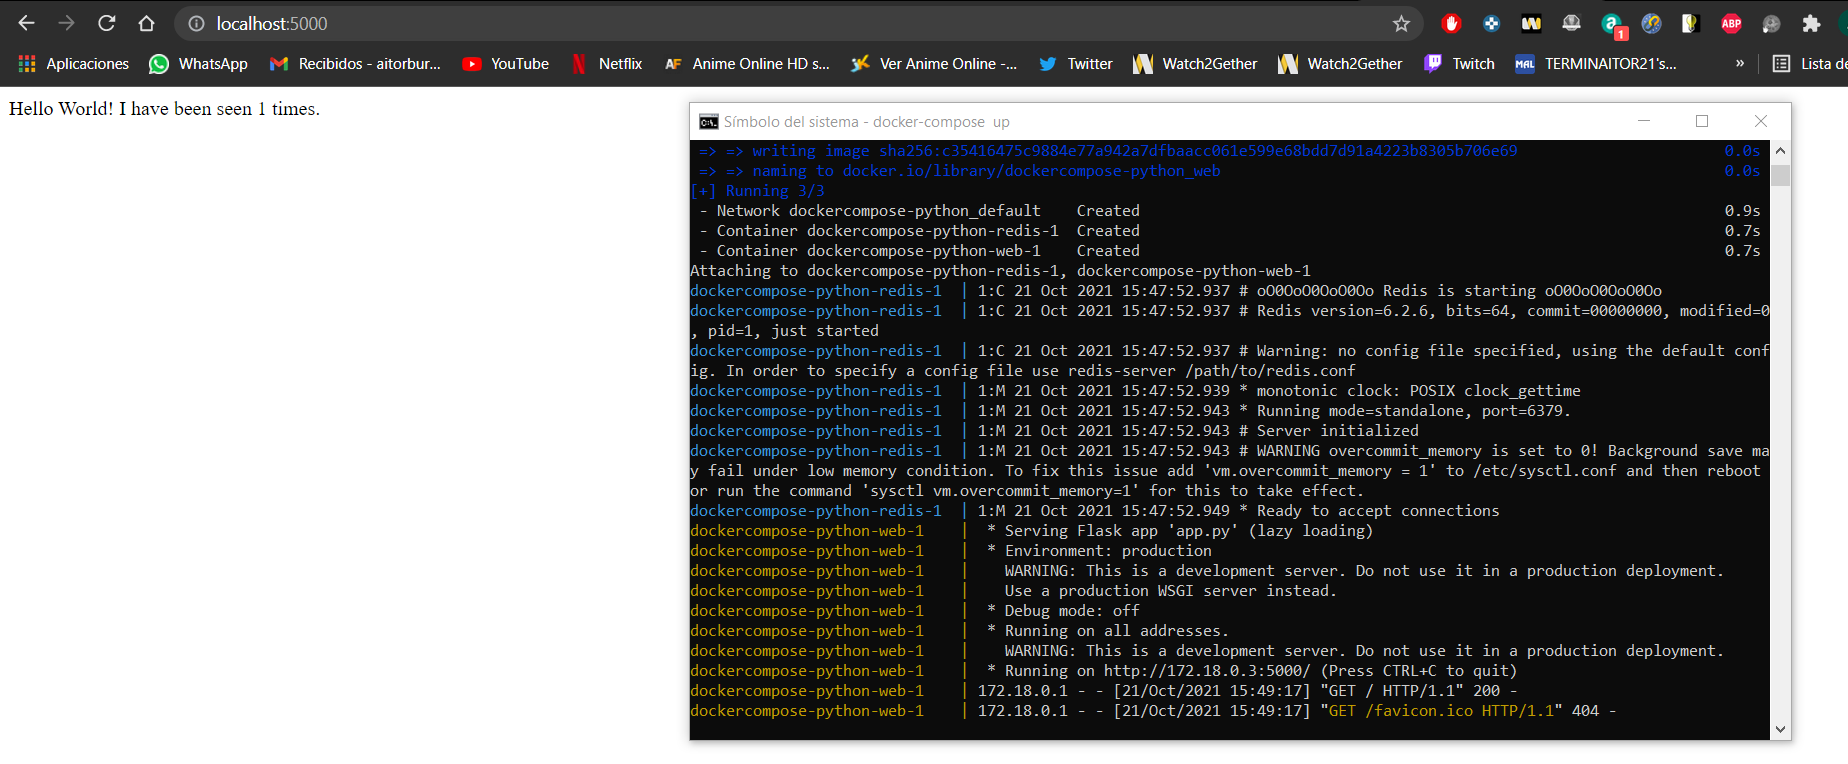 localhost:5000
1
ABP
Aplicaciones WhatsApp Recibidos - aitorbur... YouTube Netflix AF Anime Online HD s... Ver Anime Online -... Twitter Watch2Gether Watch2Gether Twitch MAL TERMINAITOR21's... » Lista de
Hello World! I have been seen 1 times.
Símbolo del sistema - docker-compose  up
=> => writing image sha256:c35416475c9884e77a942a7dfbaacc061e599e68bdd7d91a4223b8305b706e69 0.0s
=> => naming to docker.io/library/dockercompose-python_web 0.0s
[+] Running 3/3
- Network dockercompose-python_default    Created 0.9s
- Container dockercompose-python-redis-1  Created 0.7s
- Container dockercompose-python-web-1    Created 0.7s
Attaching to dockercompose-python-redis-1, dockercompose-python-web-1
dockercompose-python-redis-1  | 1:C 21 Oct 2021 15:47:52.937 # oO0OoO0OoO0Oo Redis is starting oO0OoO0OoO0Oo
dockercompose-python-redis-1  | 1:C 21 Oct 2021 15:47:52.937 # Redis version=6.2.6, bits=64, commit=00000000, modified=0
, pid=1, just started
dockercompose-python-redis-1  | 1:C 21 Oct 2021 15:47:52.937 # Warning: no config file specified, using the default conf
ig. In order to specify a config file use redis-server /path/to/redis.conf
dockercompose-python-redis-1  | 1:M 21 Oct 2021 15:47:52.939 * monotonic clock: POSIX clock_gettime
dockercompose-python-redis-1  | 1:M 21 Oct 2021 15:47:52.943 * Running mode=standalone, port=6379.
dockercompose-python-redis-1  | 1:M 21 Oct 2021 15:47:52.943 # Server initialized
dockercompose-python-redis-1  | 1:M 21 Oct 2021 15:47:52.943 # WARNING overcommit_memory is set to 0! Background save ma
y fail under low memory condition. To fix this issue add 'vm.overcommit_memory = 1' to /etc/sysctl.conf and then reboot
or run the command 'sysctl vm.overcommit_memory=1' for this to take effect.
dockercompose-python-redis-1  | 1:M 21 Oct 2021 15:47:52.949 * Ready to accept connections
dockercompose-python-web-1    |  * Serving Flask app 'app.py' (lazy loading)
dockercompose-python-web-1    |  * Environment: production
dockercompose-python-web-1    |    WARNING: This is a development server. Do not use it in a production deployment.
dockercompose-python-web-1    |    Use a production WSGI server instead.
dockercompose-python-web-1    |  * Debug mode: off
dockercompose-python-web-1    |  * Running on all addresses.
dockercompose-python-web-1    |    WARNING: This is a development server. Do not use it in a production deployment.
dockercompose-python-web-1    |  * Running on http://172.18.0.3:5000/ (Press CTRL+C to quit)
dockercompose-python-web-1    | 172.18.0.1 - - [21/Oct/2021 15:49:17] "GET / HTTP/1.1" 200 -
dockercompose-python-web-1    | 172.18.0.1 - - [21/Oct/2021 15:49:17] "GET /favicon.ico HTTP/1.1" 404 -